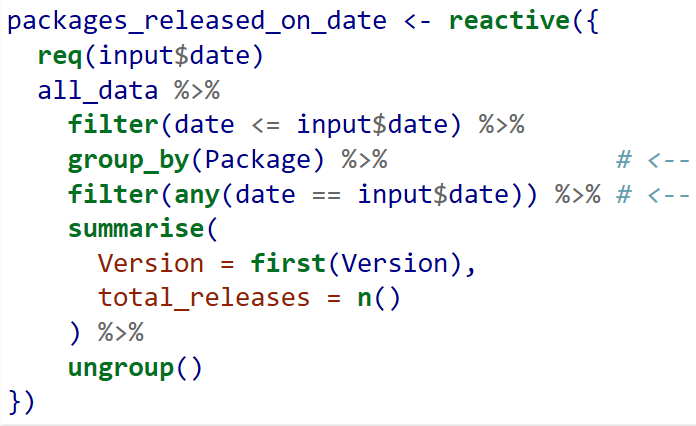 packages_released_on_date <- reactive({
  req(input$date)
  all_data %>%
    filter(date <= input$date) %>%
    group_by(Package) %>%               # <--
    filter(any(date == input$date)) %>% # <--
    summarise(
      Version = first(Version),
      total_releases = n()
    ) %>%
    ungroup()
})